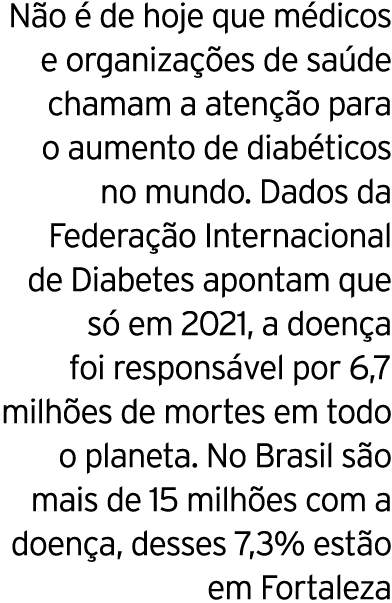 Não é de hoje que médicos
e organizações de saúde
chamam a atenção para
o aumento de diabéticos
no mundo. Dados da
Federação Internacional
de Diabetes apontam que
só em 2021, a doença
foi responsável por 6,7
milhões de mortes em todo
o planeta. No Brasil são
mais de 15 milhões com a
doença, desses 7,3% estão
em Fortaleza